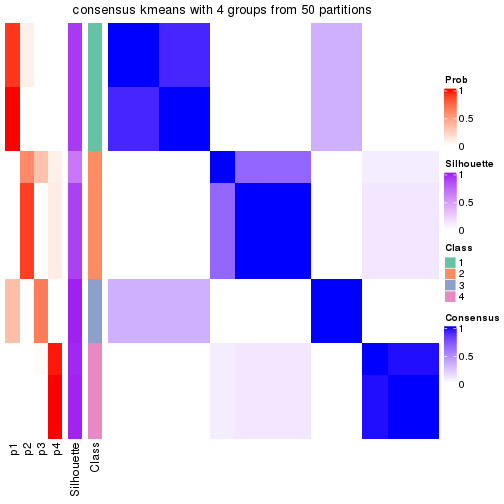 consensus kmeans with 4 groups from 50 partitions
Prob
1
0.5
0
Silhouette
1
0.5
0
Class
1
2
3
4
Consensus
1
0.5
0
p1
p2
p3
p4
Silhouette
Class